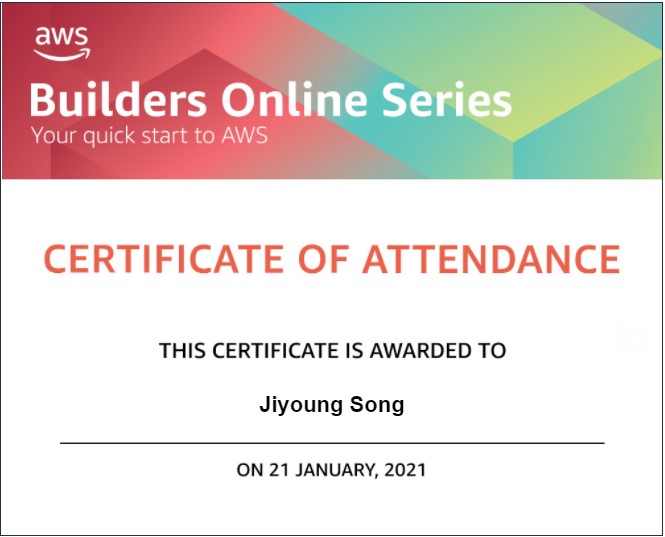 aws
Builders Online Series
Your quick start to AWS
CERTIFICATE OF ATTENDANCE
THIS CERTIFICATE IS AWARDED TO
Jiyoung Song
ON 21 JANUARY, 2021